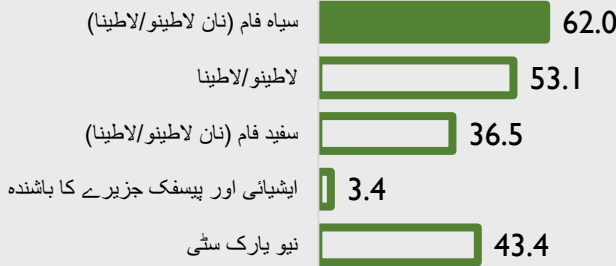 سیاہ فام (نان لاطینو/لاطینا) 62.0
لاطینو/لاطینا 53.1
سفید فام (نان لاطینو/لاطینا) 36.5
ایشیائی اور پیسفک جزیرے کا باشندہ 3.4
نیو یارک سٹی 43.4